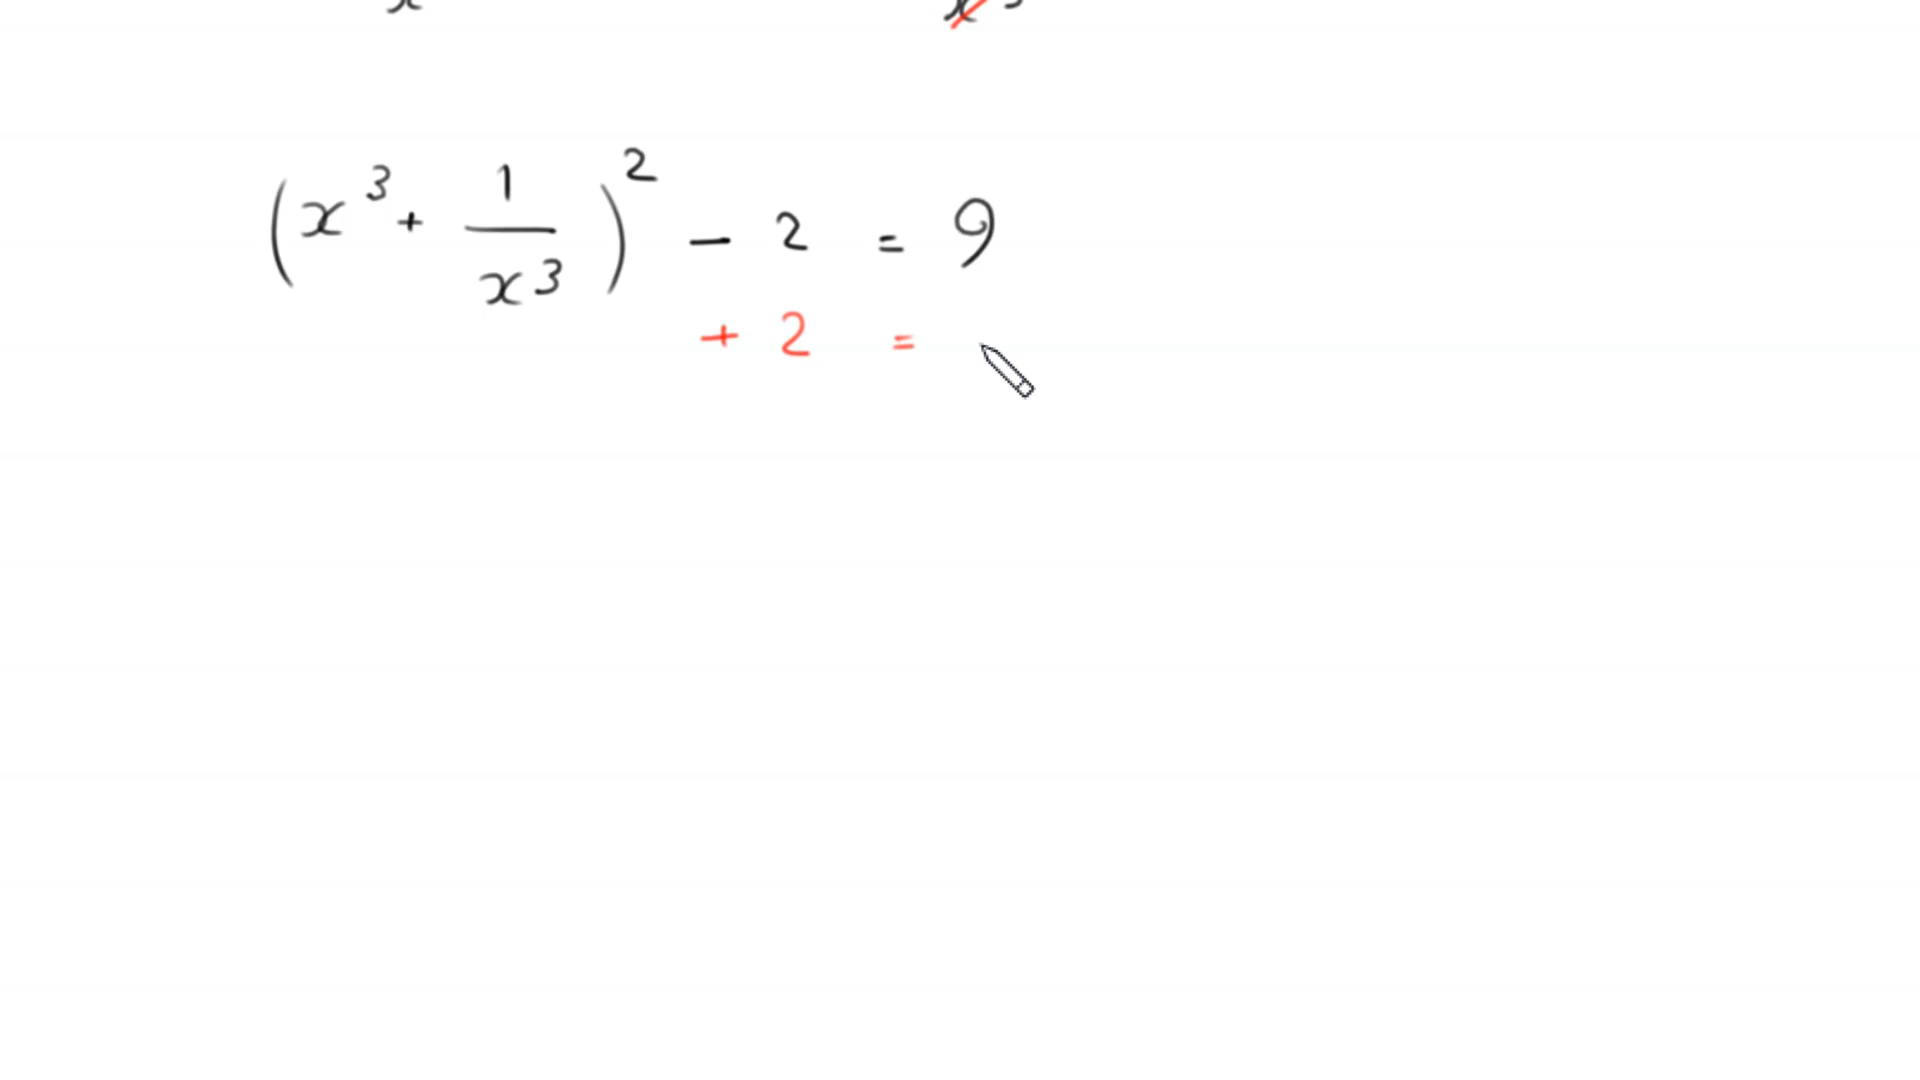 (x³ + 1/x³)² - 2 = 9
+ 2 =